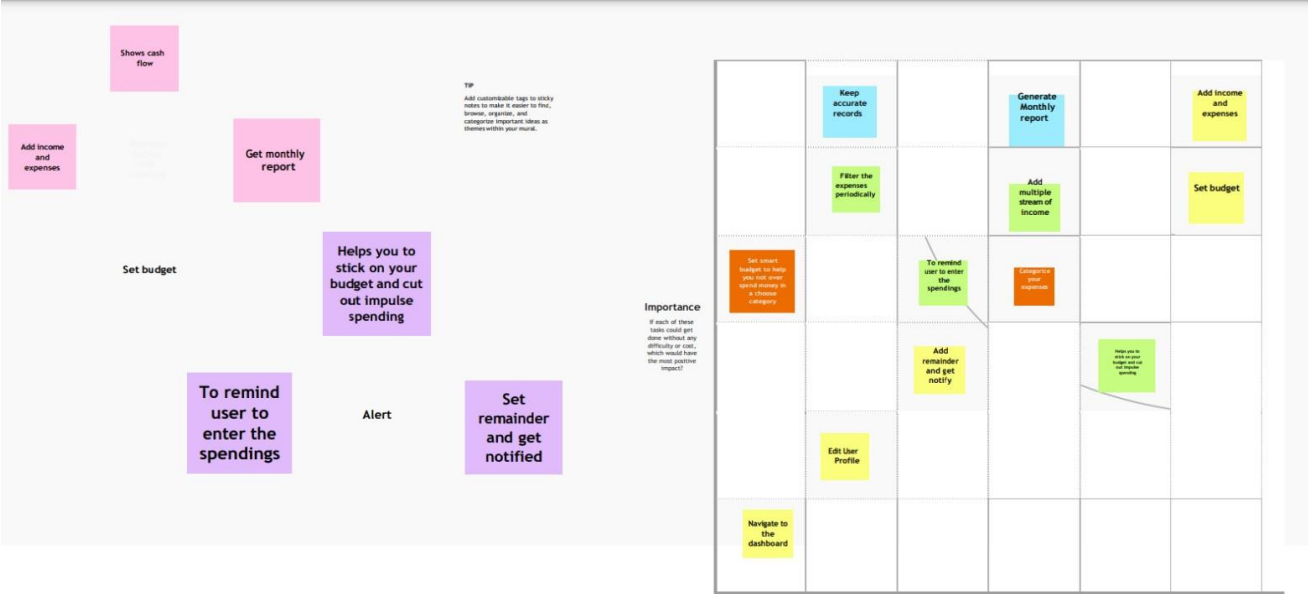 Shows cash
flow
Add income
and
expenses
Get monthly
report
TIP
Add customizable tags to sticky
notes to make it easier to find,
browse, organize, and
categorize important ideas as
themes within your mural.
Set budget
Helps you to
stick on your
budget and cut
out impulse
spending
To remind
user to
enter the
spendings
Alert
Set
remainder
and get
notified
Importance
If each of these
tasks could get
done without any
difficulty or cost,
which would have
the most positive
impact?
Keep
accurate
records
Generate
Monthly
report
Add income
and
expenses
Filter the
expenses
periodically
Add
multiple
stream of
income
Set budget
Set smart
budget to help
you not over
spend money in
a choose
category
To remind
user to enter
the
spendings
Categorize
your
expenses
Add
remainder
and get
notify
Helps you to
stick on your
budget and cut
out impulse
spending
Edit User
Profile
Navigate to
the
dashboard